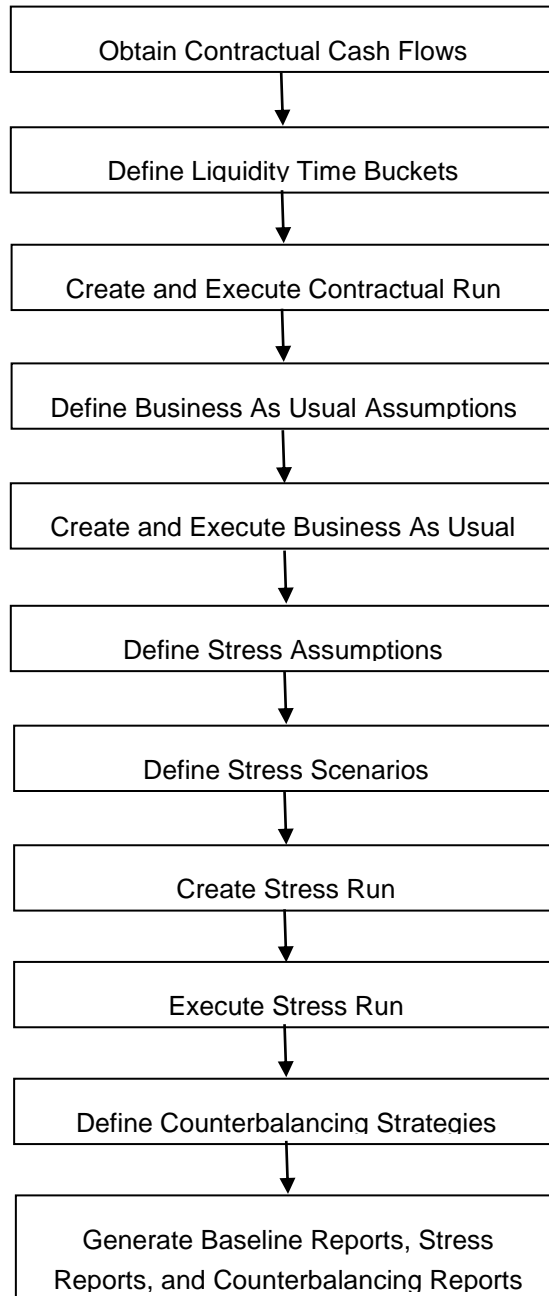 Obtain Contractual Cash Flows
Define Liquidity Time Buckets
Create and Execute Contractual Run
Define Business As Usual Assumptions
Create and Execute Business As Usual
Define Stress Assumptions
Define Stress Scenarios
Create Stress Run
Execute Stress Run
Define Counterbalancing Strategies
Generate Baseline Reports, Stress
Reports, and Counterbalancing Reports